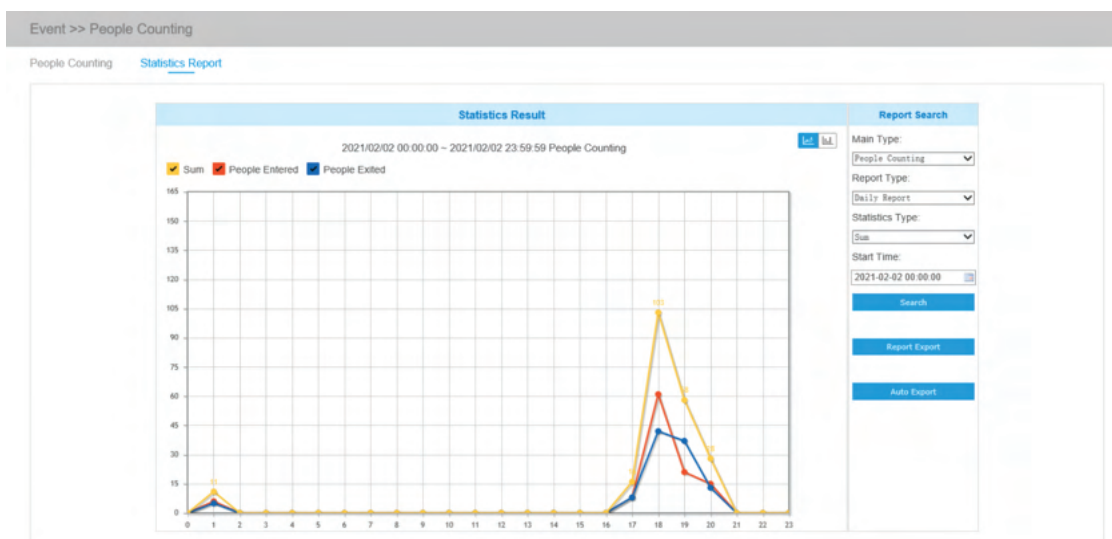 Event >> People Counting
People Counting Statistics Report
Statistics Result
2021/02/02 00:00:00 ~ 2021/02/02 23:59:59 People Counting
Sum People Entered People Exited
165
150
135
120
105
90
75
60
45
30
15
0
0 1 2 3 4 5 6 7 8 9 10 11 12 13 14 15 16 17 18 19 20 21 22 23
Report Search
Main Type:
People Counting
Report Type:
Daily Report
Statistics Type:
Sum
Start Time:
2021-02-02 00:00:00
Search
Report Export
Auto Export